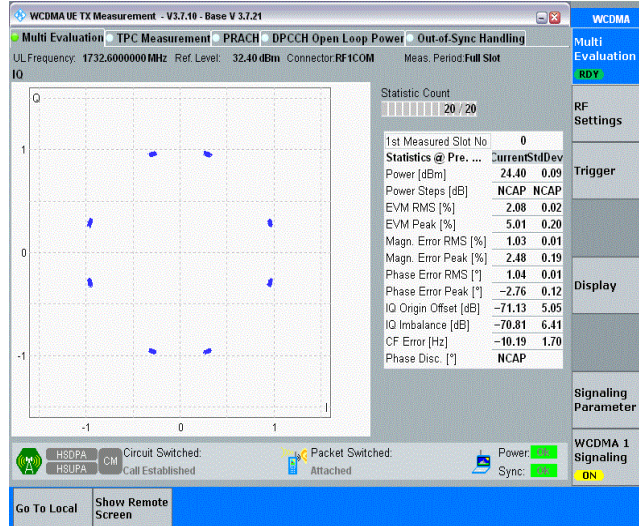 WCDMA UE TX Measurement - V3.7.10 - Base V 3.7.21
WCDMA
Multi Evaluation
TPC Measurement
PRACH
DPCCH Open Loop Power
Out-of-Sync Handling
UL Frequency: 1732.6000000 MHz Ref. Level: 32.40 dBm Connector:RF1COM Meas. Period:Full Slot
IQ
Q
1
0
-1
-1 0 1
I
Statistic Count
20 / 20
1st Measured Slot No 0
Statistics @ Pre. ... Current StdDev
Power [dBm] 24.40 0.09
Power Steps [dB] NCAP NCAP
EVM RMS [%] 2.08 0.02
EVM Peak [%] 5.01 0.20
Magn. Error RMS [%] 1.03 0.01
Magn. Error Peak [%] 2.48 0.19
Phase Error RMS [°] 1.04 0.01
Phase Error Peak [°] -2.76 0.12
IQ Origin Offset [dB] -71.13 5.05
IQ Imbalance [dB] -70.81 6.41
CF Error [Hz] -10.19 1.70
Phase Disc. [°] NCAP
HSDPA
HSUPA
CM
Circuit Switched:
Call Established
Packet Switched:
Attached
Power: OK
Sync: OK
Multi
Evaluation
RDY
RF
Settings
Trigger
Display
Signaling
Parameter
WCDMA 1
Signaling
ON
Go To Local
Show Remote
Screen